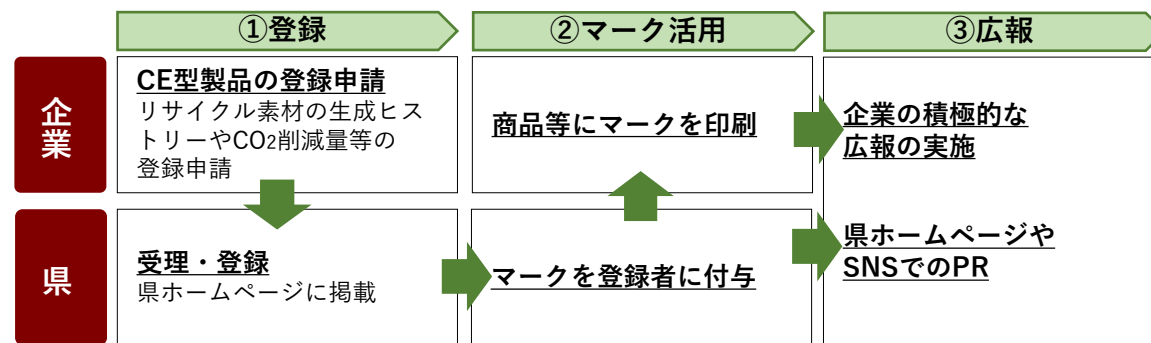 ①登録
②マーク活用
③広報
企業
CE型製品の登録申請
リサイクル素材の生成ヒス
トリーやCO2削減量等の
登録申請
商品等にマークを印刷
企業の積極的な
広報の実施
県
受理・登録
県ホームページに掲載
マークを登録者に付与
県ホームページや
SNSでのPR